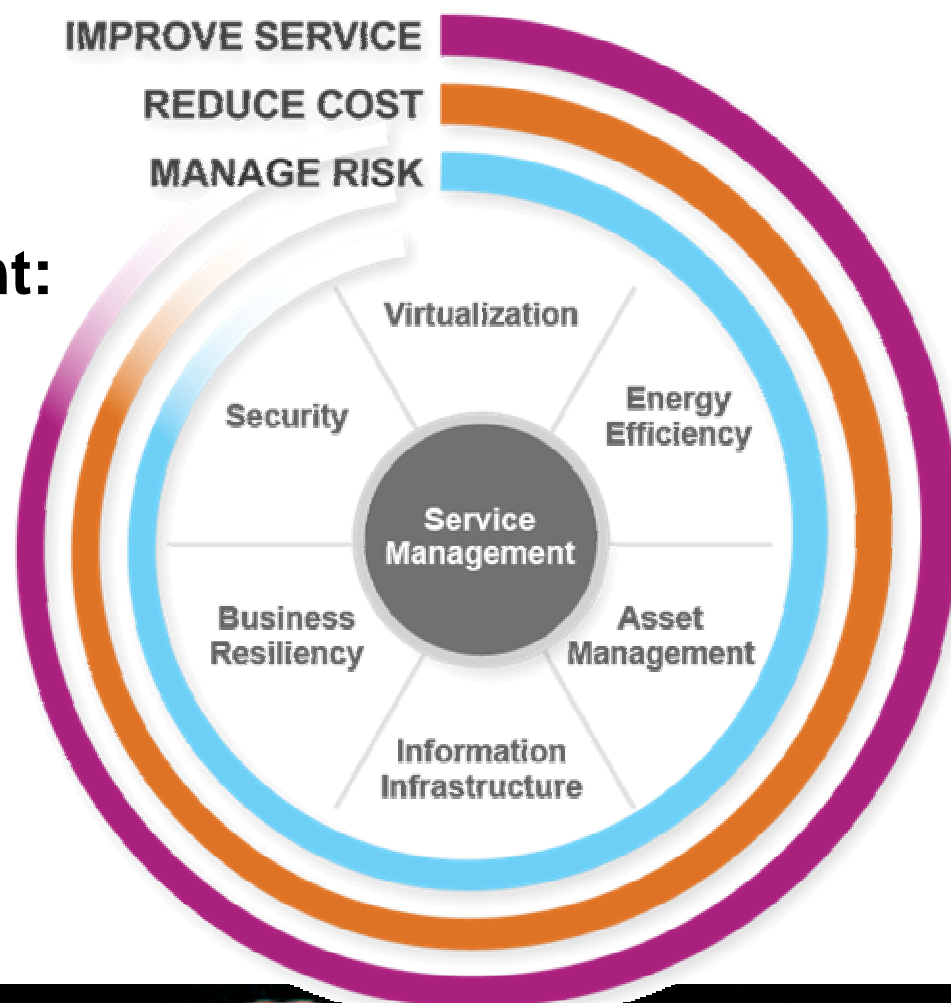 IMPROVE SERVICE
REDUCE COST
MANAGE RISK
nt:
Virtualization
Security
Energy
Efficiency
Service
Management
Business
Resiliency
Asset
Management
Information
Infrastructure